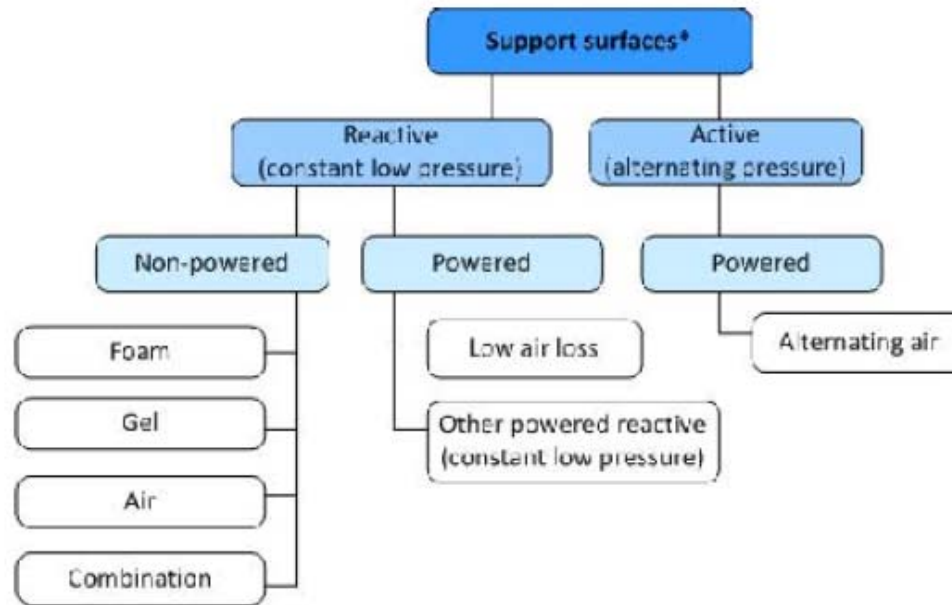 Support surfaces*
Reactive
(constant low pressure)
Active
(alternating pressure)
Non-powered
Powered
Powered
Foam
Gel
Air
Combination
Low air loss
Other powered reactive
(constant low pressure)
Alternating air